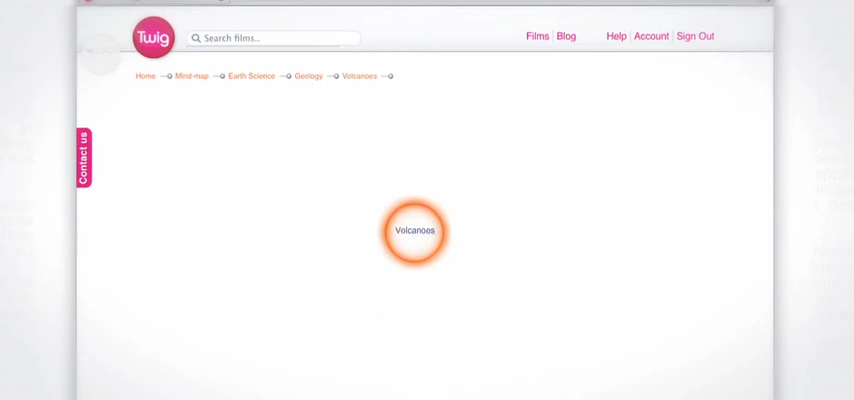 Twig
Search films..
Films | Blog
Help | Account | Sign Out
Home Mind-map Earth Science Geology Volcanoes
Contact us
Volcanoes